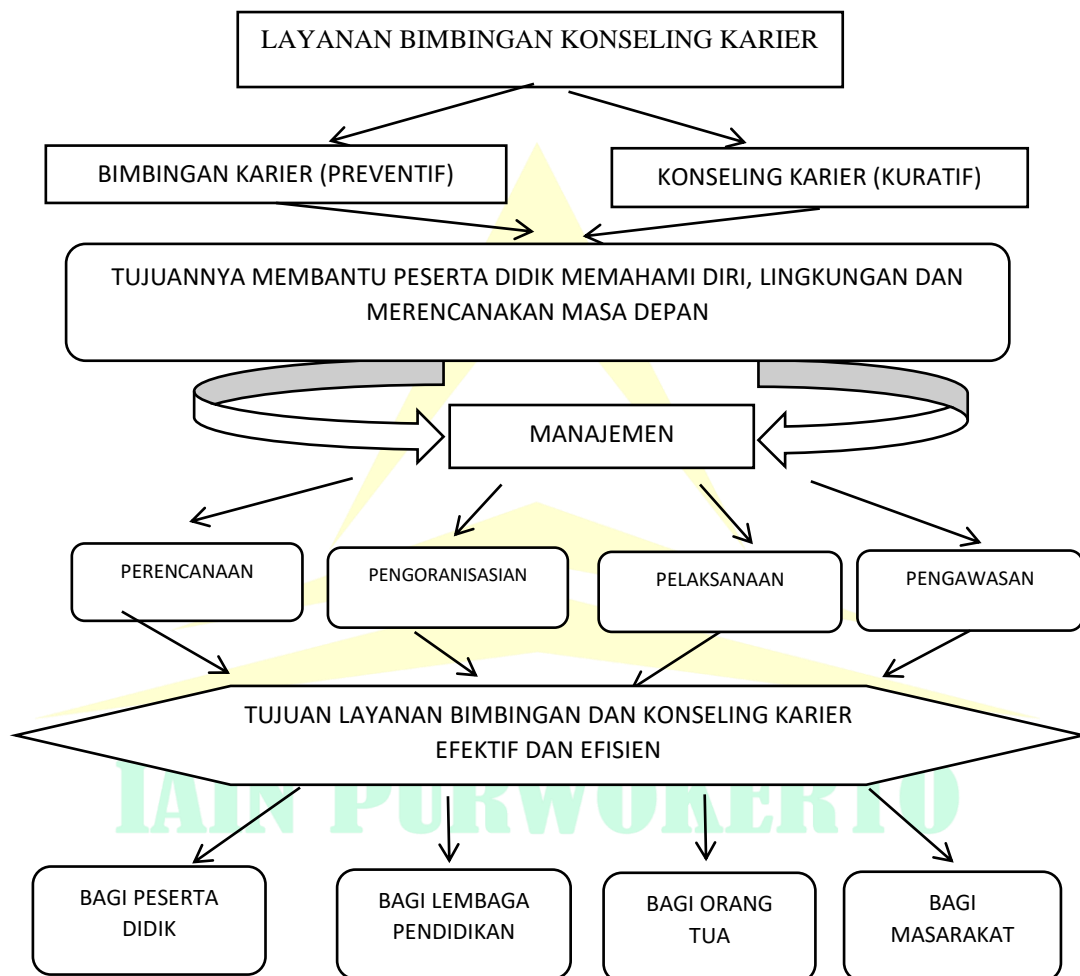 LAYANAN BIMBINGAN KONSELING KARIER
BIMBINGAN KARIER (PREVENTIF)
KONSELING KARIER (KURATIF)
TUJUANNYA MEMBANTU PESERTA DIDIK MEMAHAMI DIRI, LINGKUNGAN DAN
MERENCANAKAN MASA DEPAN
MANAJEMEN
PERENCANAAN
PENGORANISASIAN
PELAKSANAAN
PENGAWASAN
TUJUAN LAYANAN BIMBINGAN DAN KONSELING KARIER
EFEKTIF DAN EFISIEN
IAIN PURWOKERTO
BAGI PESERTA
DIDIK
BAGI LEMBAGA
PENDIDIKAN
BAGI ORANG
TUA
BAGI
MASARAKAT